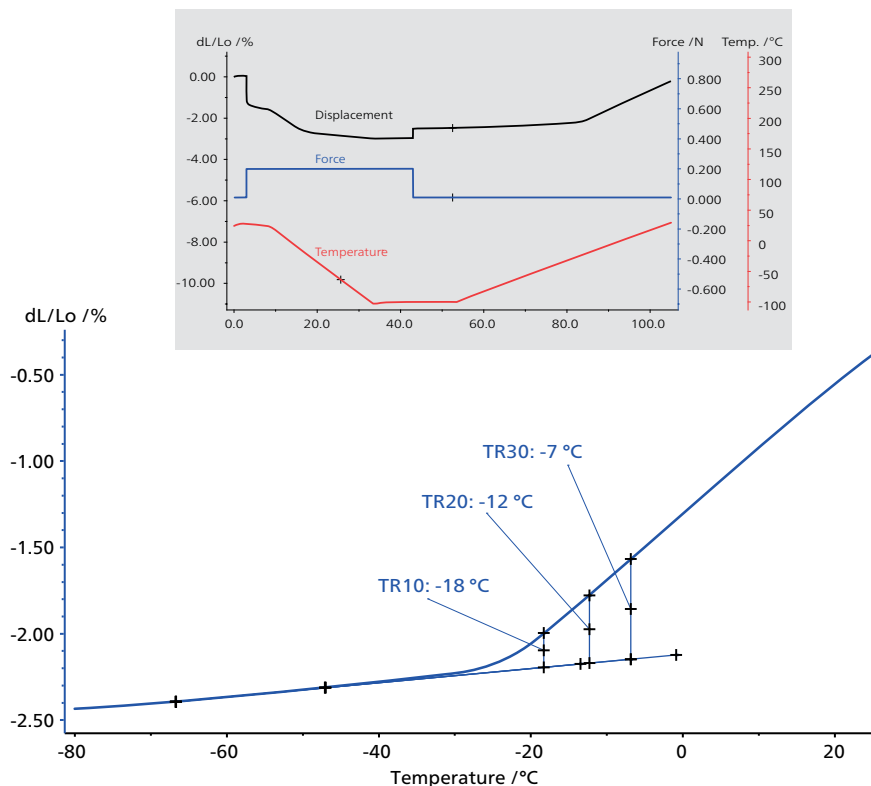 dL/Lo /%
Force /N
Temp. /°C
0.00
-2.00
-4.00
-6.00
-8.00
-10.00
Displacement
Force
Temperature
0.800
0.600
0.400
0.200
0.000
-0.200
-0.400
-0.600
300
250
200
150
100
50
0
-50
-100
0.0 20.0 40.0 60.0 80.0 100.0
dL/Lo /%
-0.50
-1.00
-1.50
-2.00
-2.50
TR30: -7 °C
TR20: -12 °C
TR10: -18 °C
-80 -60 -40 -20 0 20
Temperature /°C